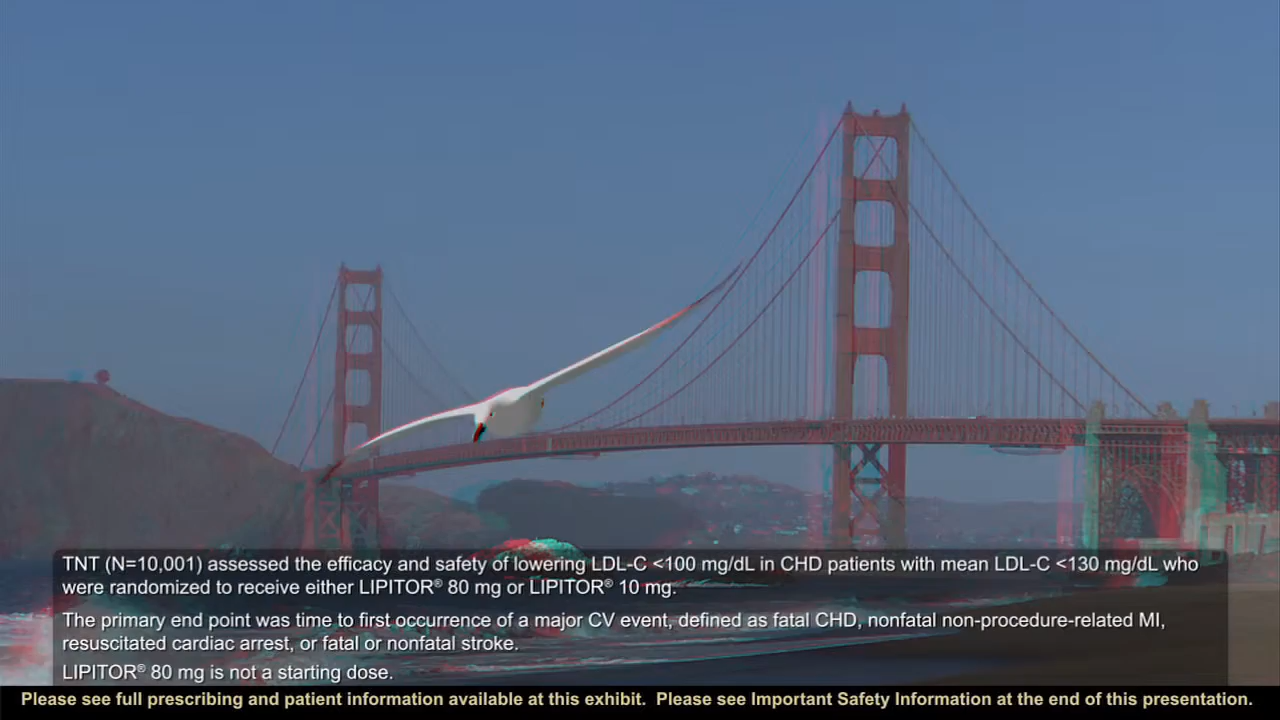 TNT (N=10,001) assessed the efficacy and safety of lowering LDL-C <100 mg/dL in CHD patients with mean LDL-C <130 mg/dL who
were randomized to receive either LIPITOR® 80 mg or LIPITOR® 10 mg.
The primary end point was time to first occurrence of a major CV event, defined as fatal CHD, nonfatal non-procedure-related MI,
resuscitated cardiac arrest, or fatal or nonfatal stroke.
LIPITOR® 80 mg is not a starting dose.
Please see full prescribing and patient information available at this exhibit. Please see Important Safety Information at the end of this presentation.